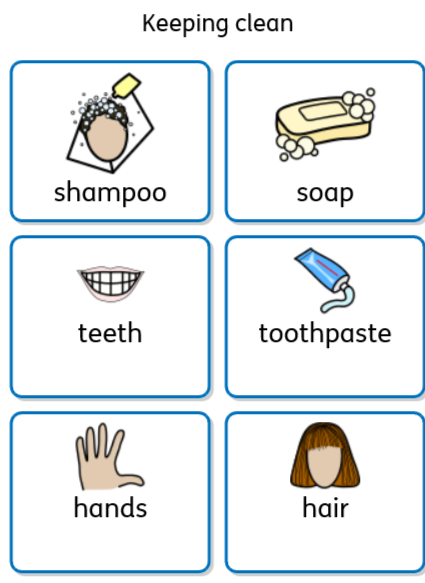 Keeping clean
shampoo
soap
teeth
toothpaste
hands
hair